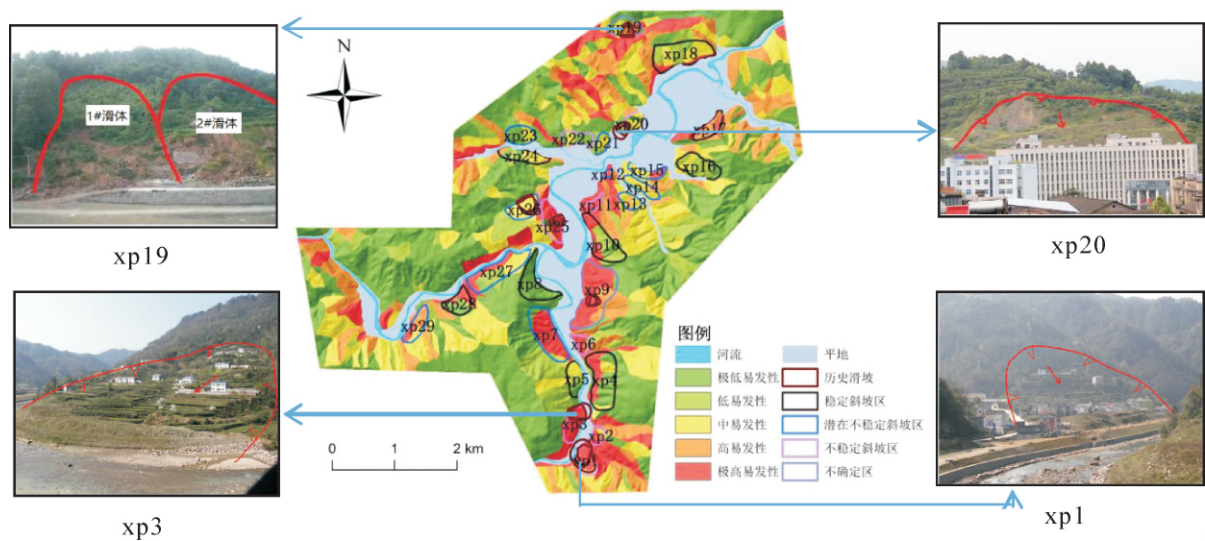 xp19
xp18
N
1#滑体
2#滑体
xp20
xp17
xp23
xp22
xp21
xp24
xp16
xp15
xp12
xp14
xp19
xp20
xp26
xp11
xp13
xp25
xp10
xp27
xp8
xp9
xp28
xp29
xp7
xp6
图例
河流
平地
xp5
xp4
极低易发性
历史滑坡
低易发性
稳定斜坡区
xp3
中易发性
潜在不稳定斜坡区
xp2
高易发性
不稳定斜坡区
xp1
0 1 2 km
极高易发性
不确定区
xp3
xp1